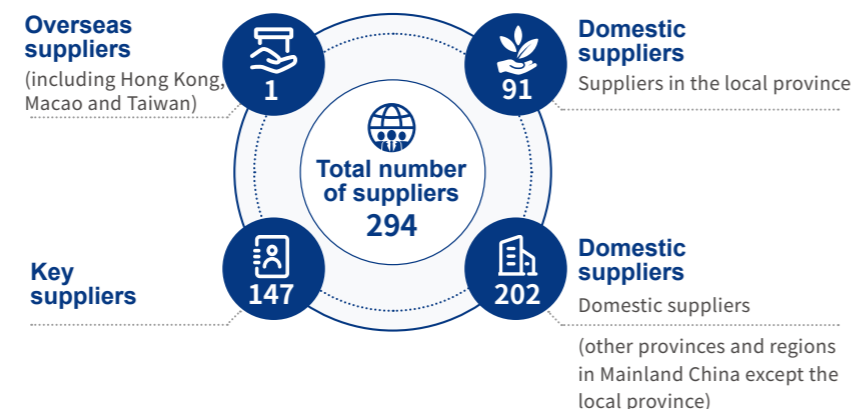 Overseas
suppliers
(including Hong Kong,
Macao and Taiwan)
1
91
Domestic
suppliers
Suppliers in the local province
Total number
of suppliers
294
Key
suppliers
147
202
Domestic
suppliers
Domestic suppliers
(other provinces and regions
in Mainland China except the
local province)